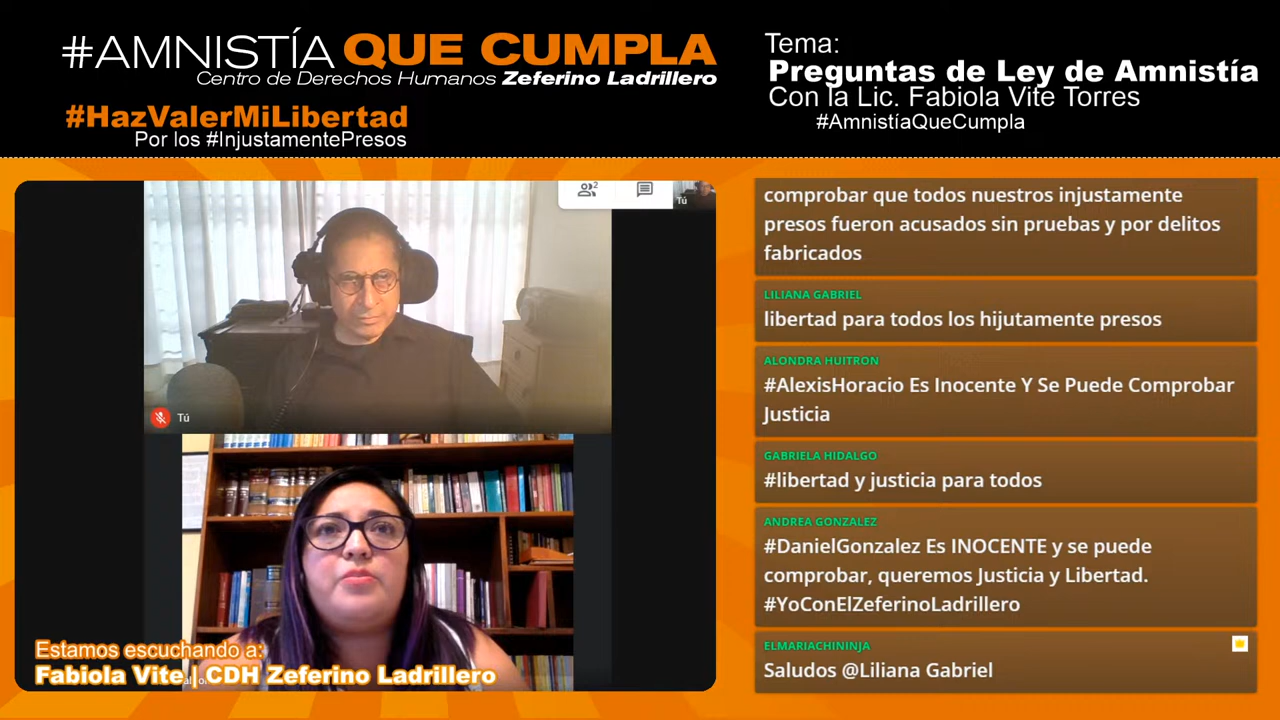 #AMNISTÍA QUE CUMPLA
Centro de Derechos Humanos Zeferino Ladrillero
#HazValerMiLibertad
Por los #InjustamentePresos
Tema:
Preguntas de Ley de Amnistía
Con la Lic. Fabiola Vite Torres
#AmnistíaQueCumpla
2
Tú
Tú
Estamos escuchando a:
Fabiola Vite | CDH Zeferino Ladrillero
comprobar que todos nuestros injustamente
presos fueron acusados sin pruebas y por delitos
fabricados
LILIANA GABRIEL
libertad para todos los hijutamente presos
ALONDRA HUITRON
#AlexisHoracio Es Inocente Y Se Puede Comprobar
Justicia
GABRIELA HIDALGO
#libertad y justicia para todos
ANDREA GONZALEZ
#DanielGonzalez Es INOCENTE y se puede
comprobar, queremos Justicia y Libertad.
#YoConElZeferinoLadrillero
ELMARIACHININJA
Saludos @Liliana Gabriel